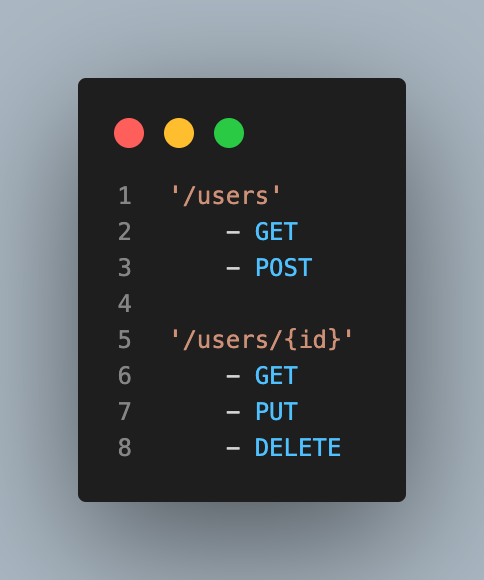 1 '/users'
2 - GET
3 - POST
4
5 '/users/{id}'
6 - GET
7 - PUT
8 - DELETE